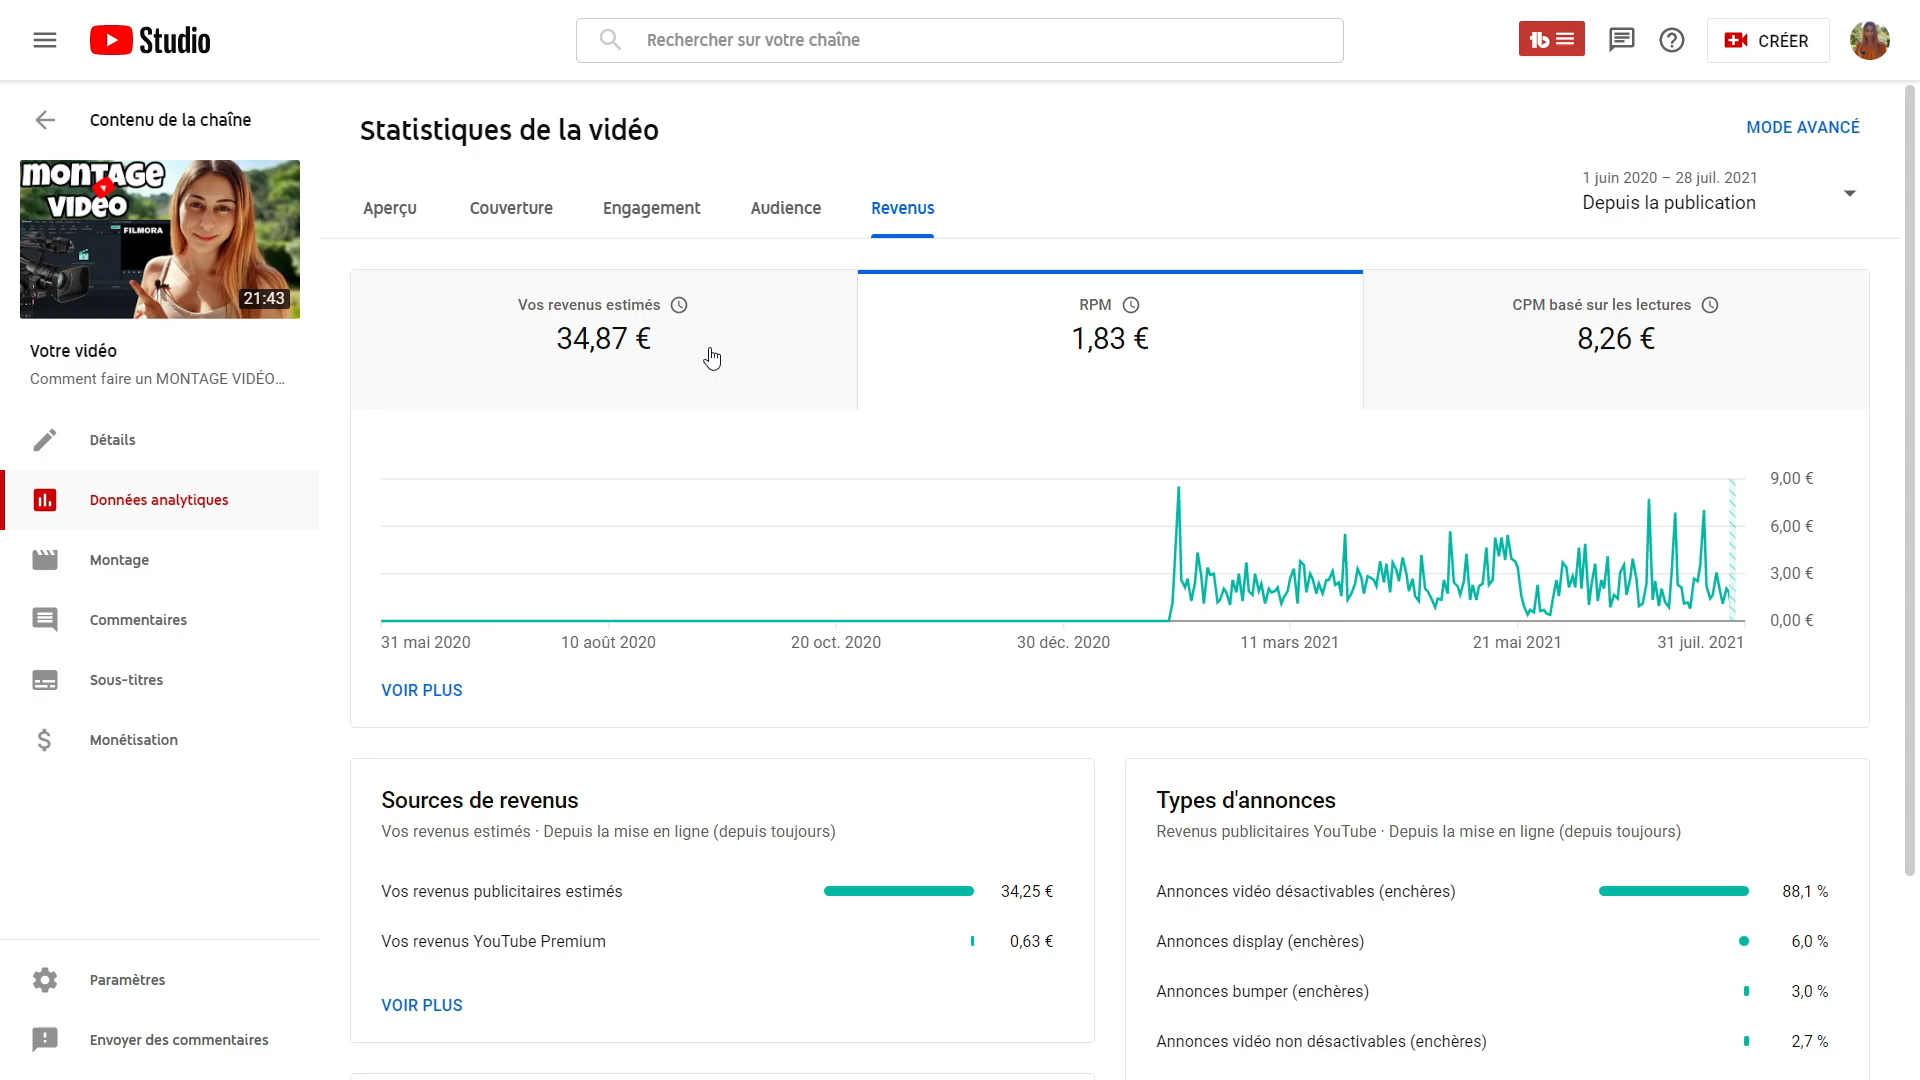 Studio
Rechercher sur votre chaîne
CRÉER
Contenu de la chaîne
MONTAGE
VIDÉO
FILMORA
21:43
Votre vidéo
Comment faire un MONTAGE VIDÉO…
Détails
Données analytiques
Montage
Commentaires
Sous-titres
Monétisation
Paramètres
Envoyer des commentaires
Statistiques de la vidéo
MODE AVANCÉ
1 juin 2020 – 28 juil. 2021
Depuis la publication
Aperçu Couverture Engagement Audience Revenus
Vos revenus estimés
34,87 €
RPM
1,83 €
CPM basé sur les lectures
8,26 €
9,00 €
6,00 €
3,00 €
0,00 €
31 mai 2020 10 août 2020 20 oct. 2020 30 déc. 2020 11 mars 2021 21 mai 2021 31 juil. 2021
VOIR PLUS
Sources de revenus
Vos revenus estimés · Depuis la mise en ligne (depuis toujours)
Vos revenus publicitaires estimés 34,25 €
Vos revenus YouTube Premium 0,63 €
VOIR PLUS
Types d'annonces
Revenus publicitaires YouTube · Depuis la mise en ligne (depuis toujours)
Annonces vidéo désactivables (enchères) 88,1 %
Annonces display (enchères) 6,0 %
Annonces bumper (enchères) 3,0 %
Annonces vidéo non désactivables (enchères) 2,7 %